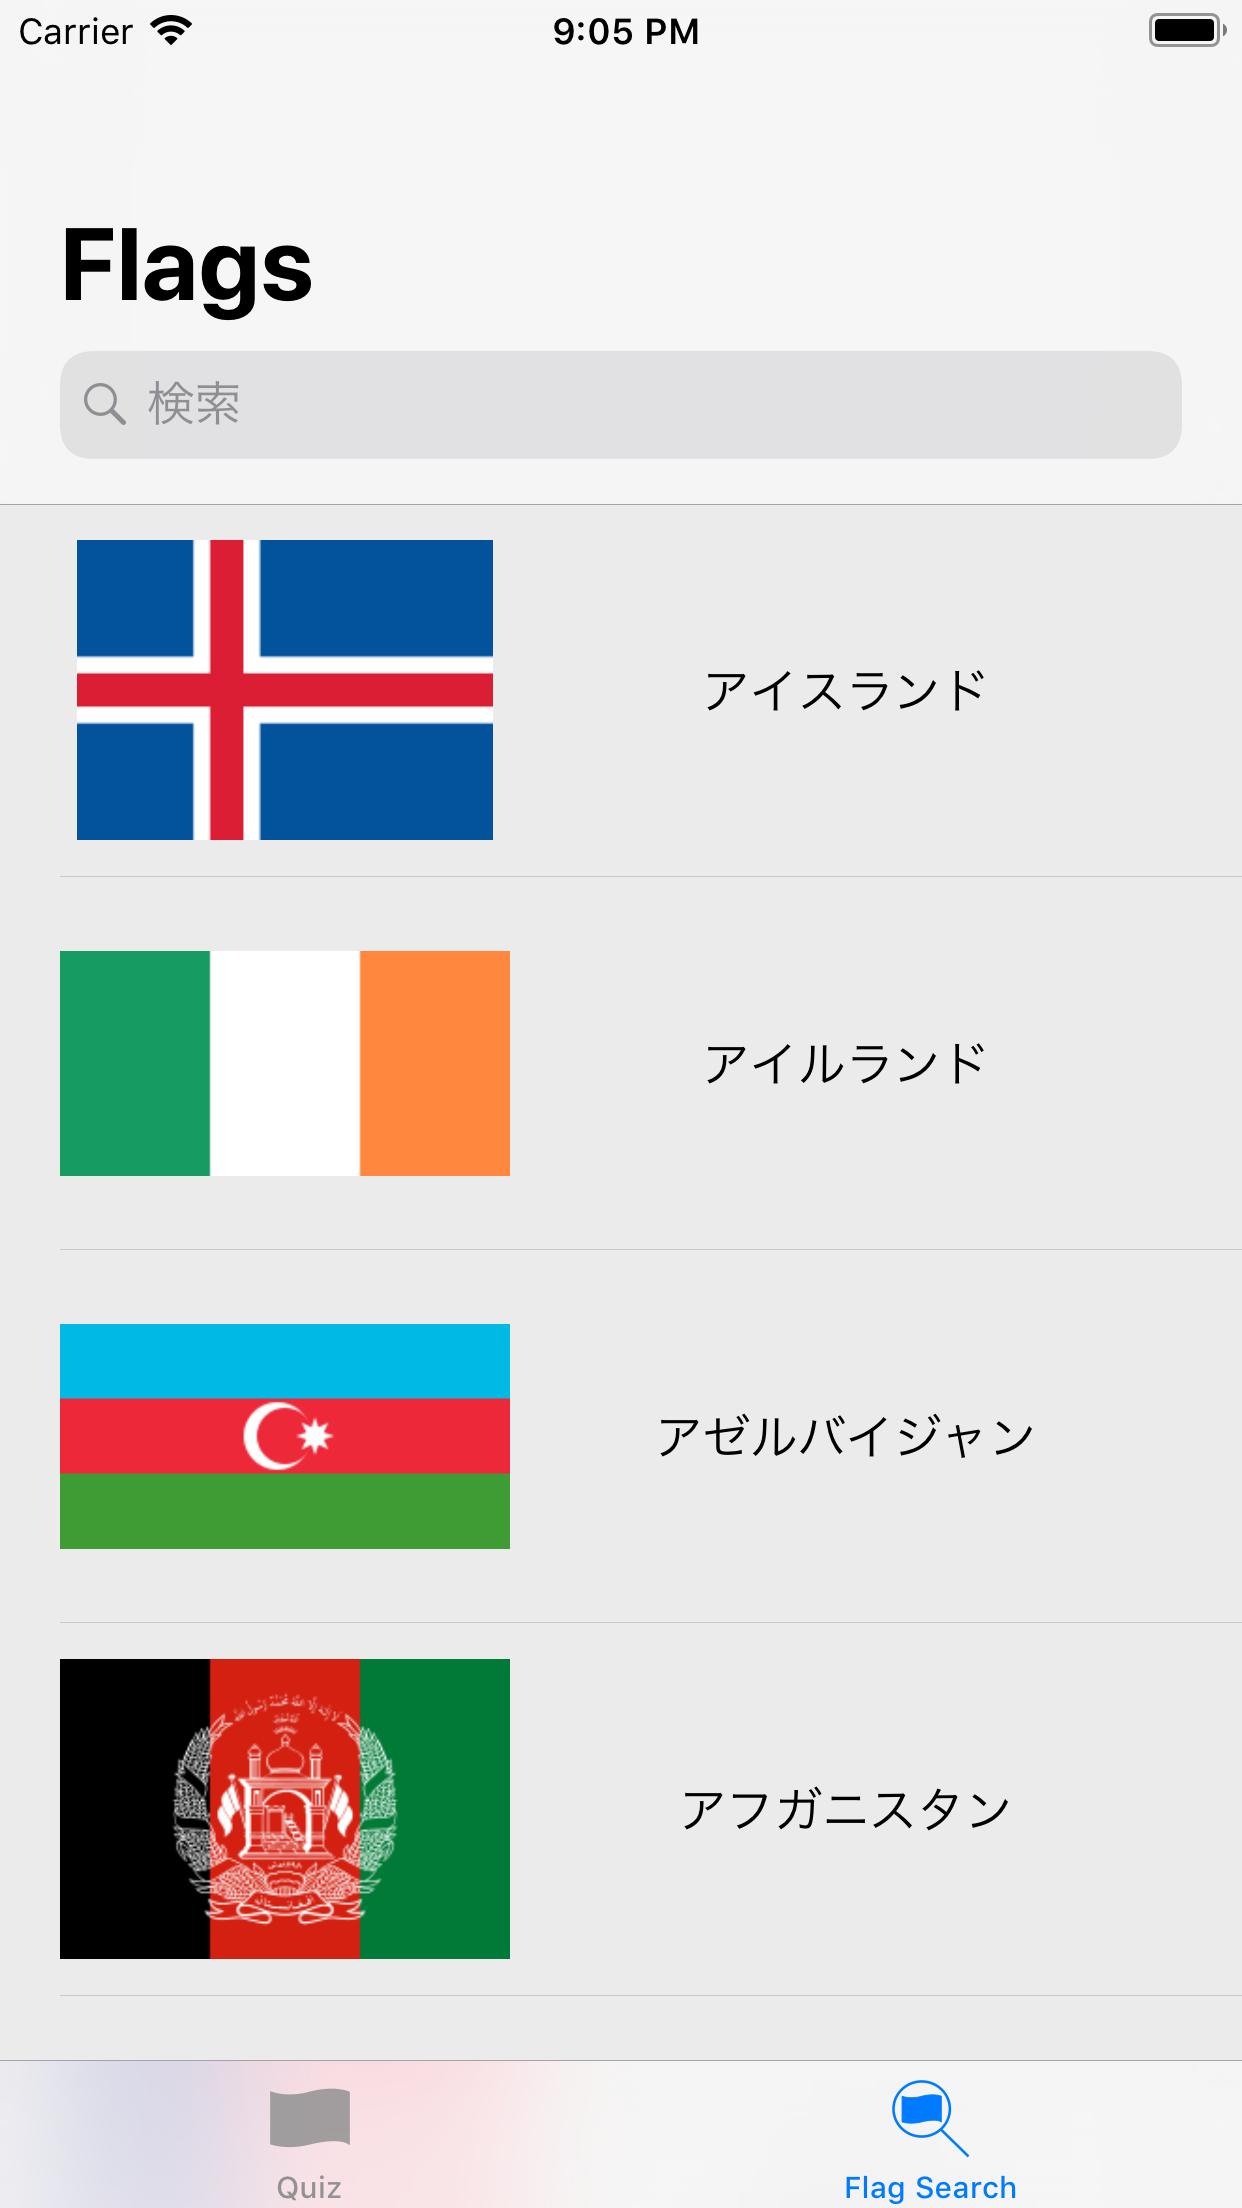 Carrier 9:05 PM
Flags
検索
アイスランド
アイルランド
アゼルバイジャン
アフガニスタン
Quiz
Flag Search